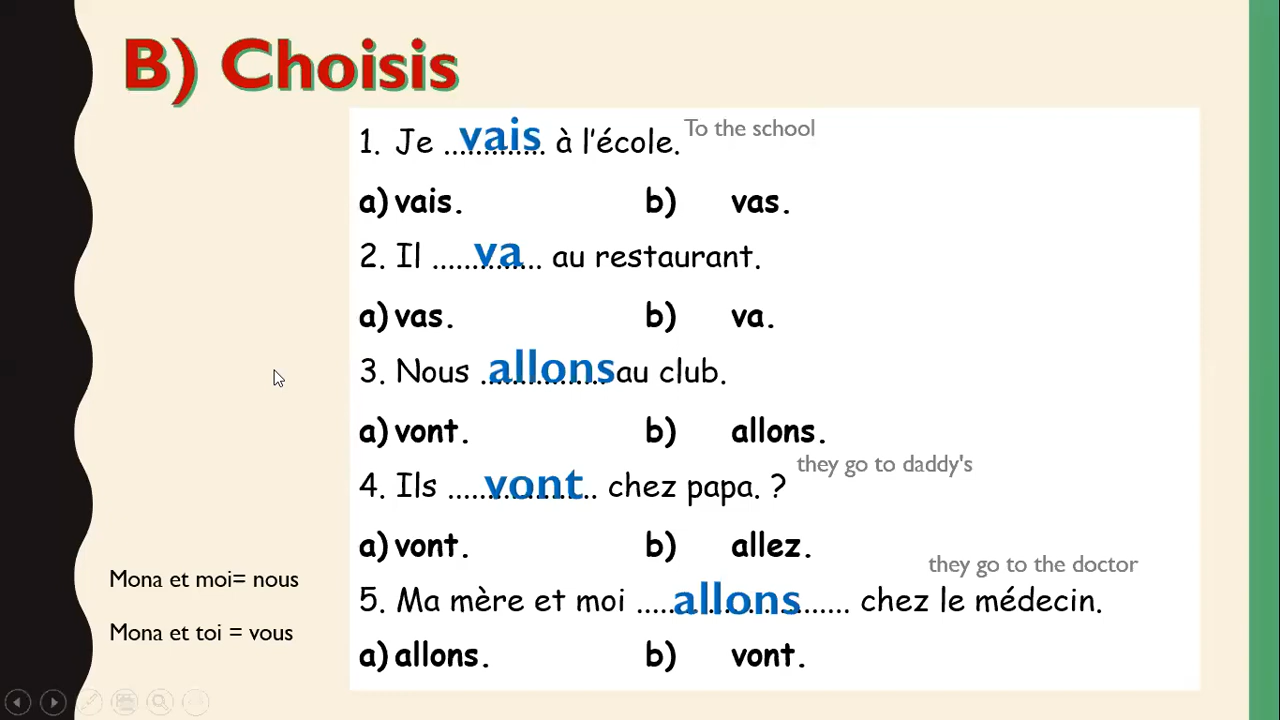 B) Choisis
1. Je .....vais..... à l'école. To the school
a) vais. b) vas.
2. Il .....va..... au restaurant.
a) vas. b) va.
3. Nous .....allons.....au club.
a) vont. b) allons.
they go to daddy's
4. Ils .....vont..... chez papa. ?
a) vont. b) allez.
they go to the doctor
5. Ma mère et moi .....allons..... chez le médecin.
a) allons. b) vont.
Mona et moi= nous
Mona et toi = vous